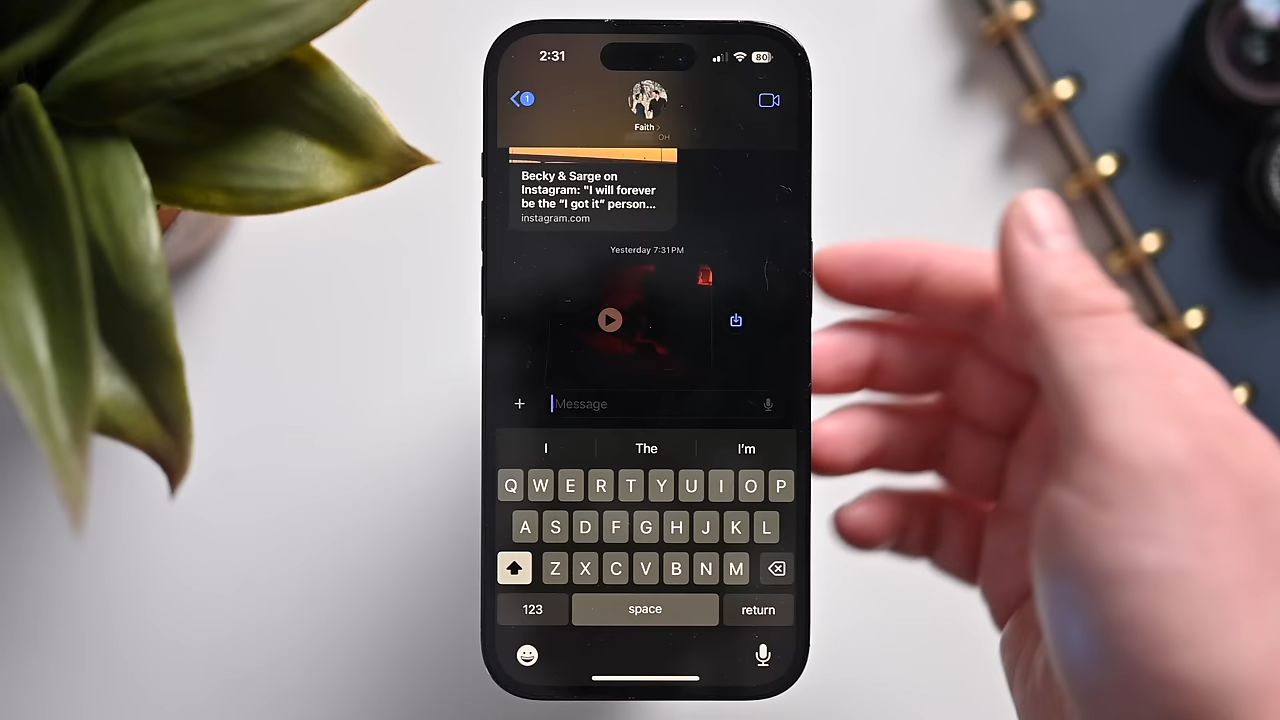 2:31
80
1
Faith
OH
Becky & Sarge on
Instagram: "I will forever
be the “I got it” person...
instagram.com
Yesterday 7:31 PM
Message
I The I'm
Q W E R T Y U I O P
A S D F G H J K L
Z X C V B N M
123 space return